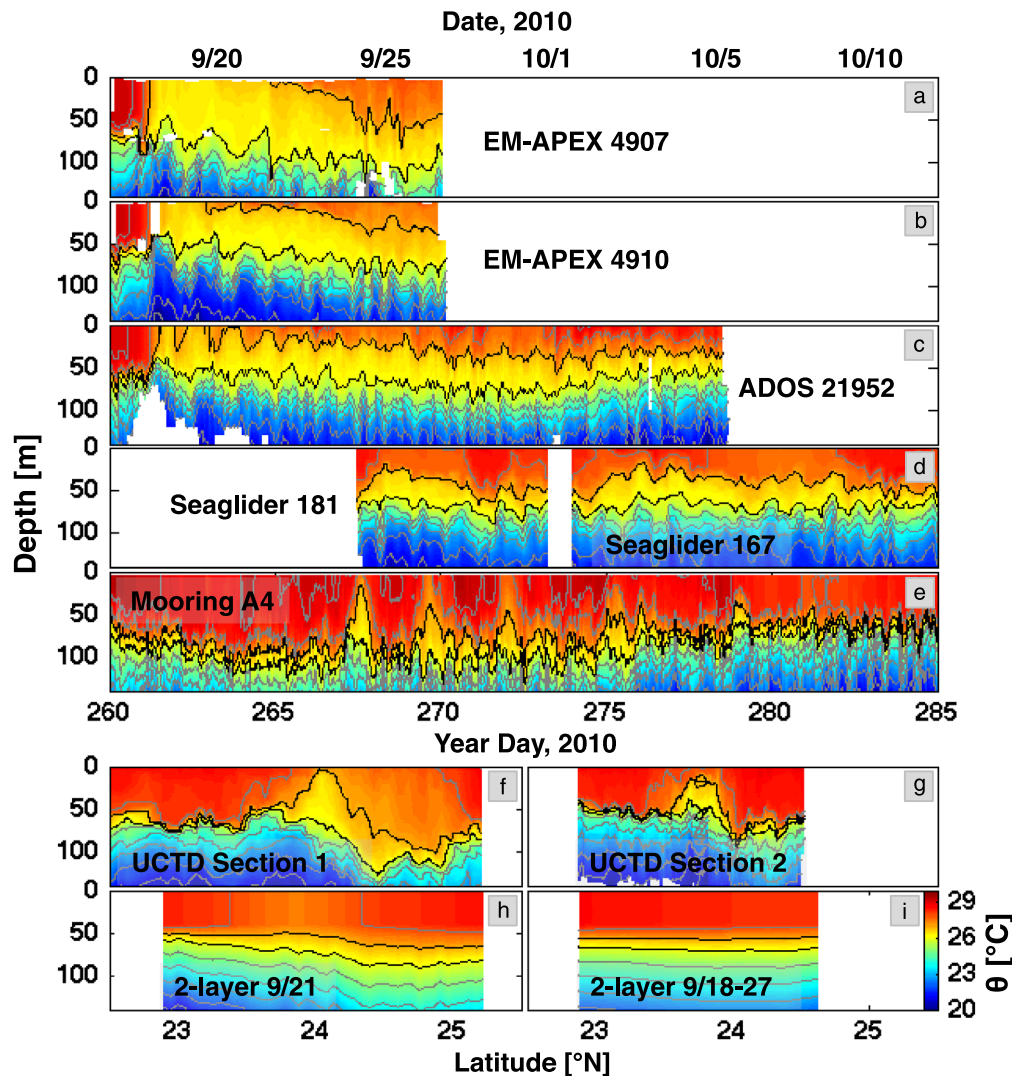 Date, 2010
9/20 9/25 10/1 10/5 10/10
0 a
50 EM-APEX 4907
100
0 b
50 EM-APEX 4910
100
0 c
50 ADOS 21952
100
0 d
50 Seaglider 181
100 Seaglider 167
0 e
50 Mooring A4
100
Depth [m]
260 265 270 275 280 285
Year Day, 2010
0 f g
50
100 UCTD Section 1 UCTD Section 2
0 h i
50
100 2-layer 9/21 2-layer 9/18-27
29
26
23
20
θ [°C]
23 24 25 23 24 25
Latitude [°N]